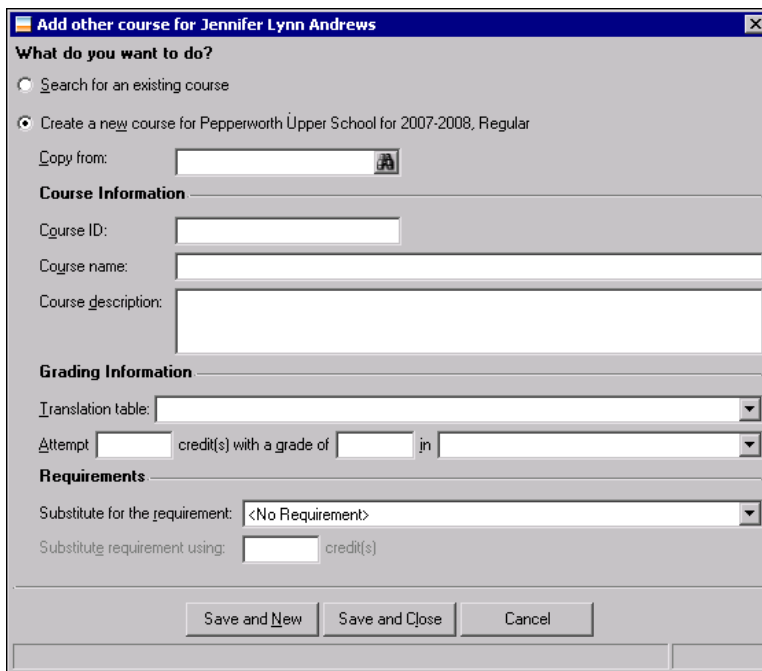 Add other course for Jennifer Lynn Andrews
What do you want to do?
Search for an existing course
Create a new course for Pepperworth Upper School for 2007-2008, Regular
Copy from:
Course Information
Course ID:
Course name:
Course description:
Grading Information
Translation table:
Attempt credit(s) with a grade of in
Requirements
Substitute for the requirement: <No Requirement>
Substitute requirement using: credit(s)
Save and New Save and Close Cancel